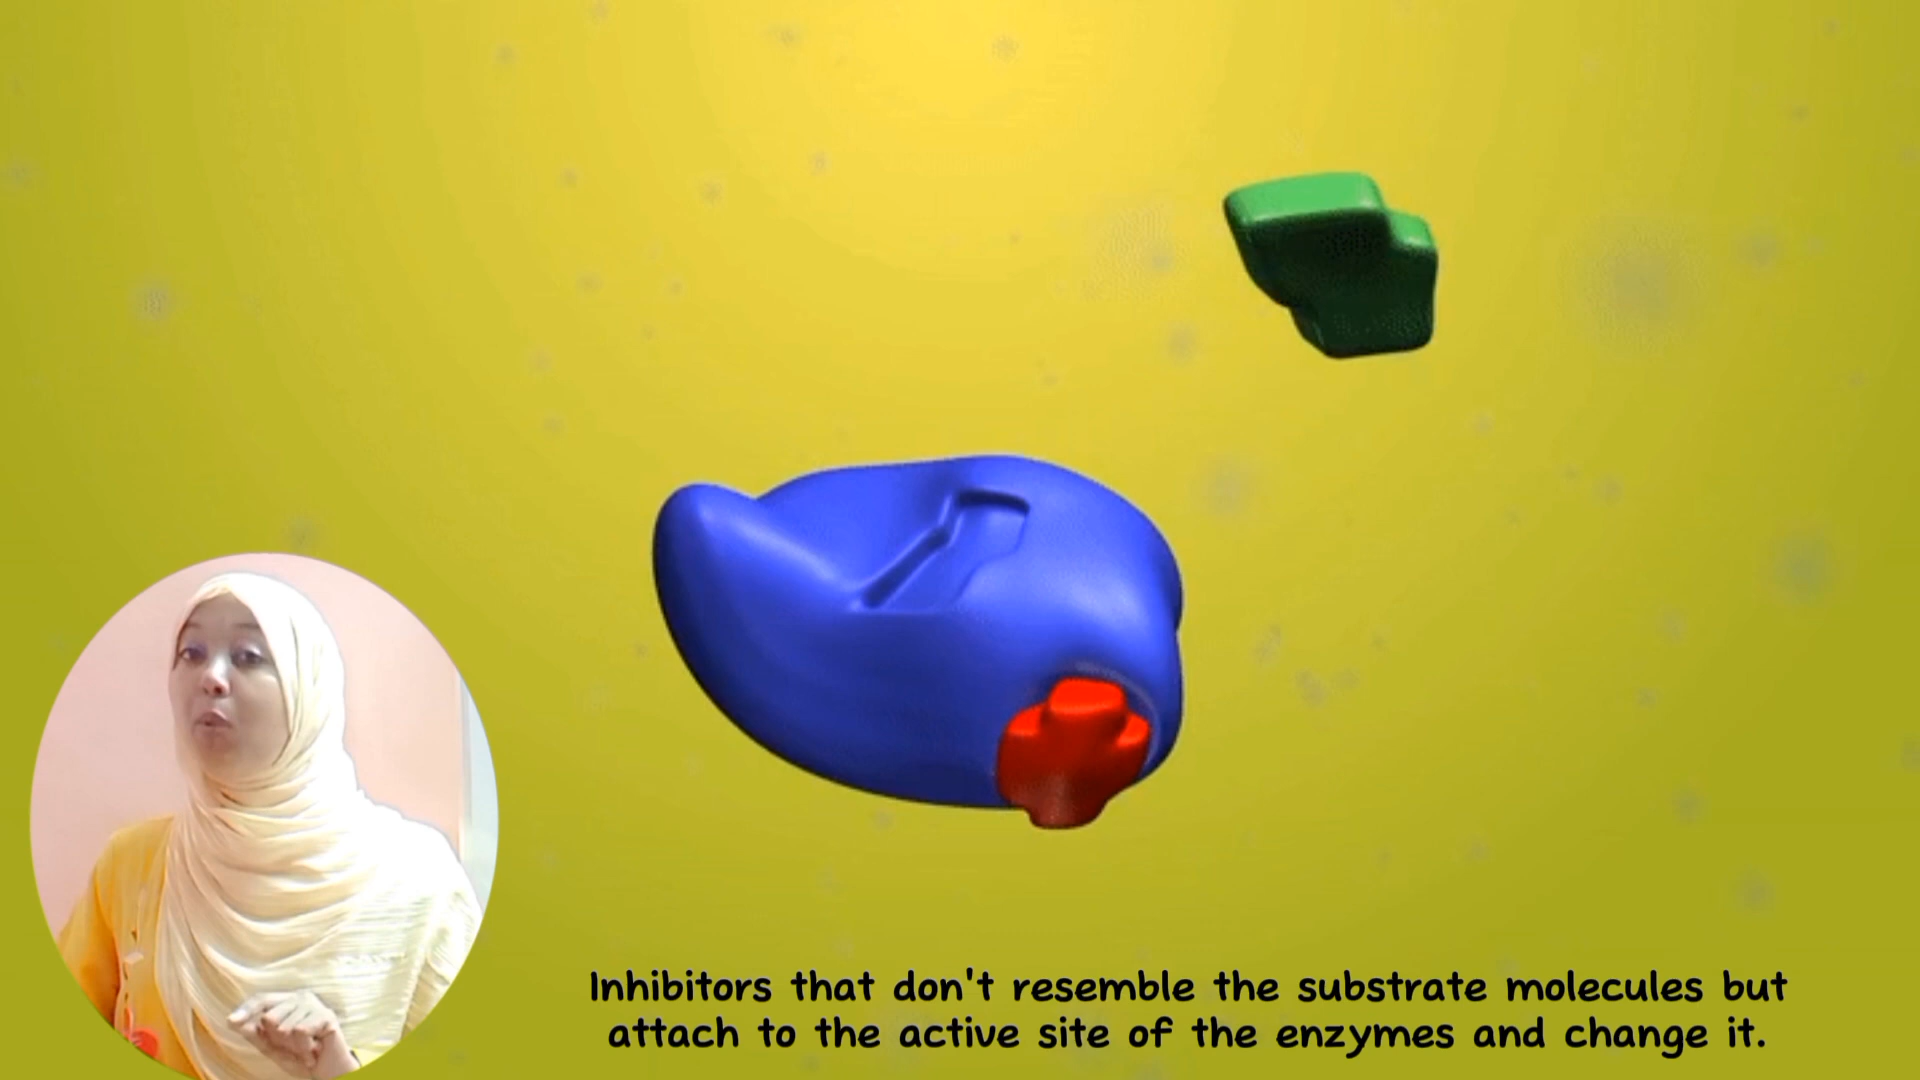 Inhibitors that don't resemble the substrate molecules but
attach to the active site of the enzymes and change it.